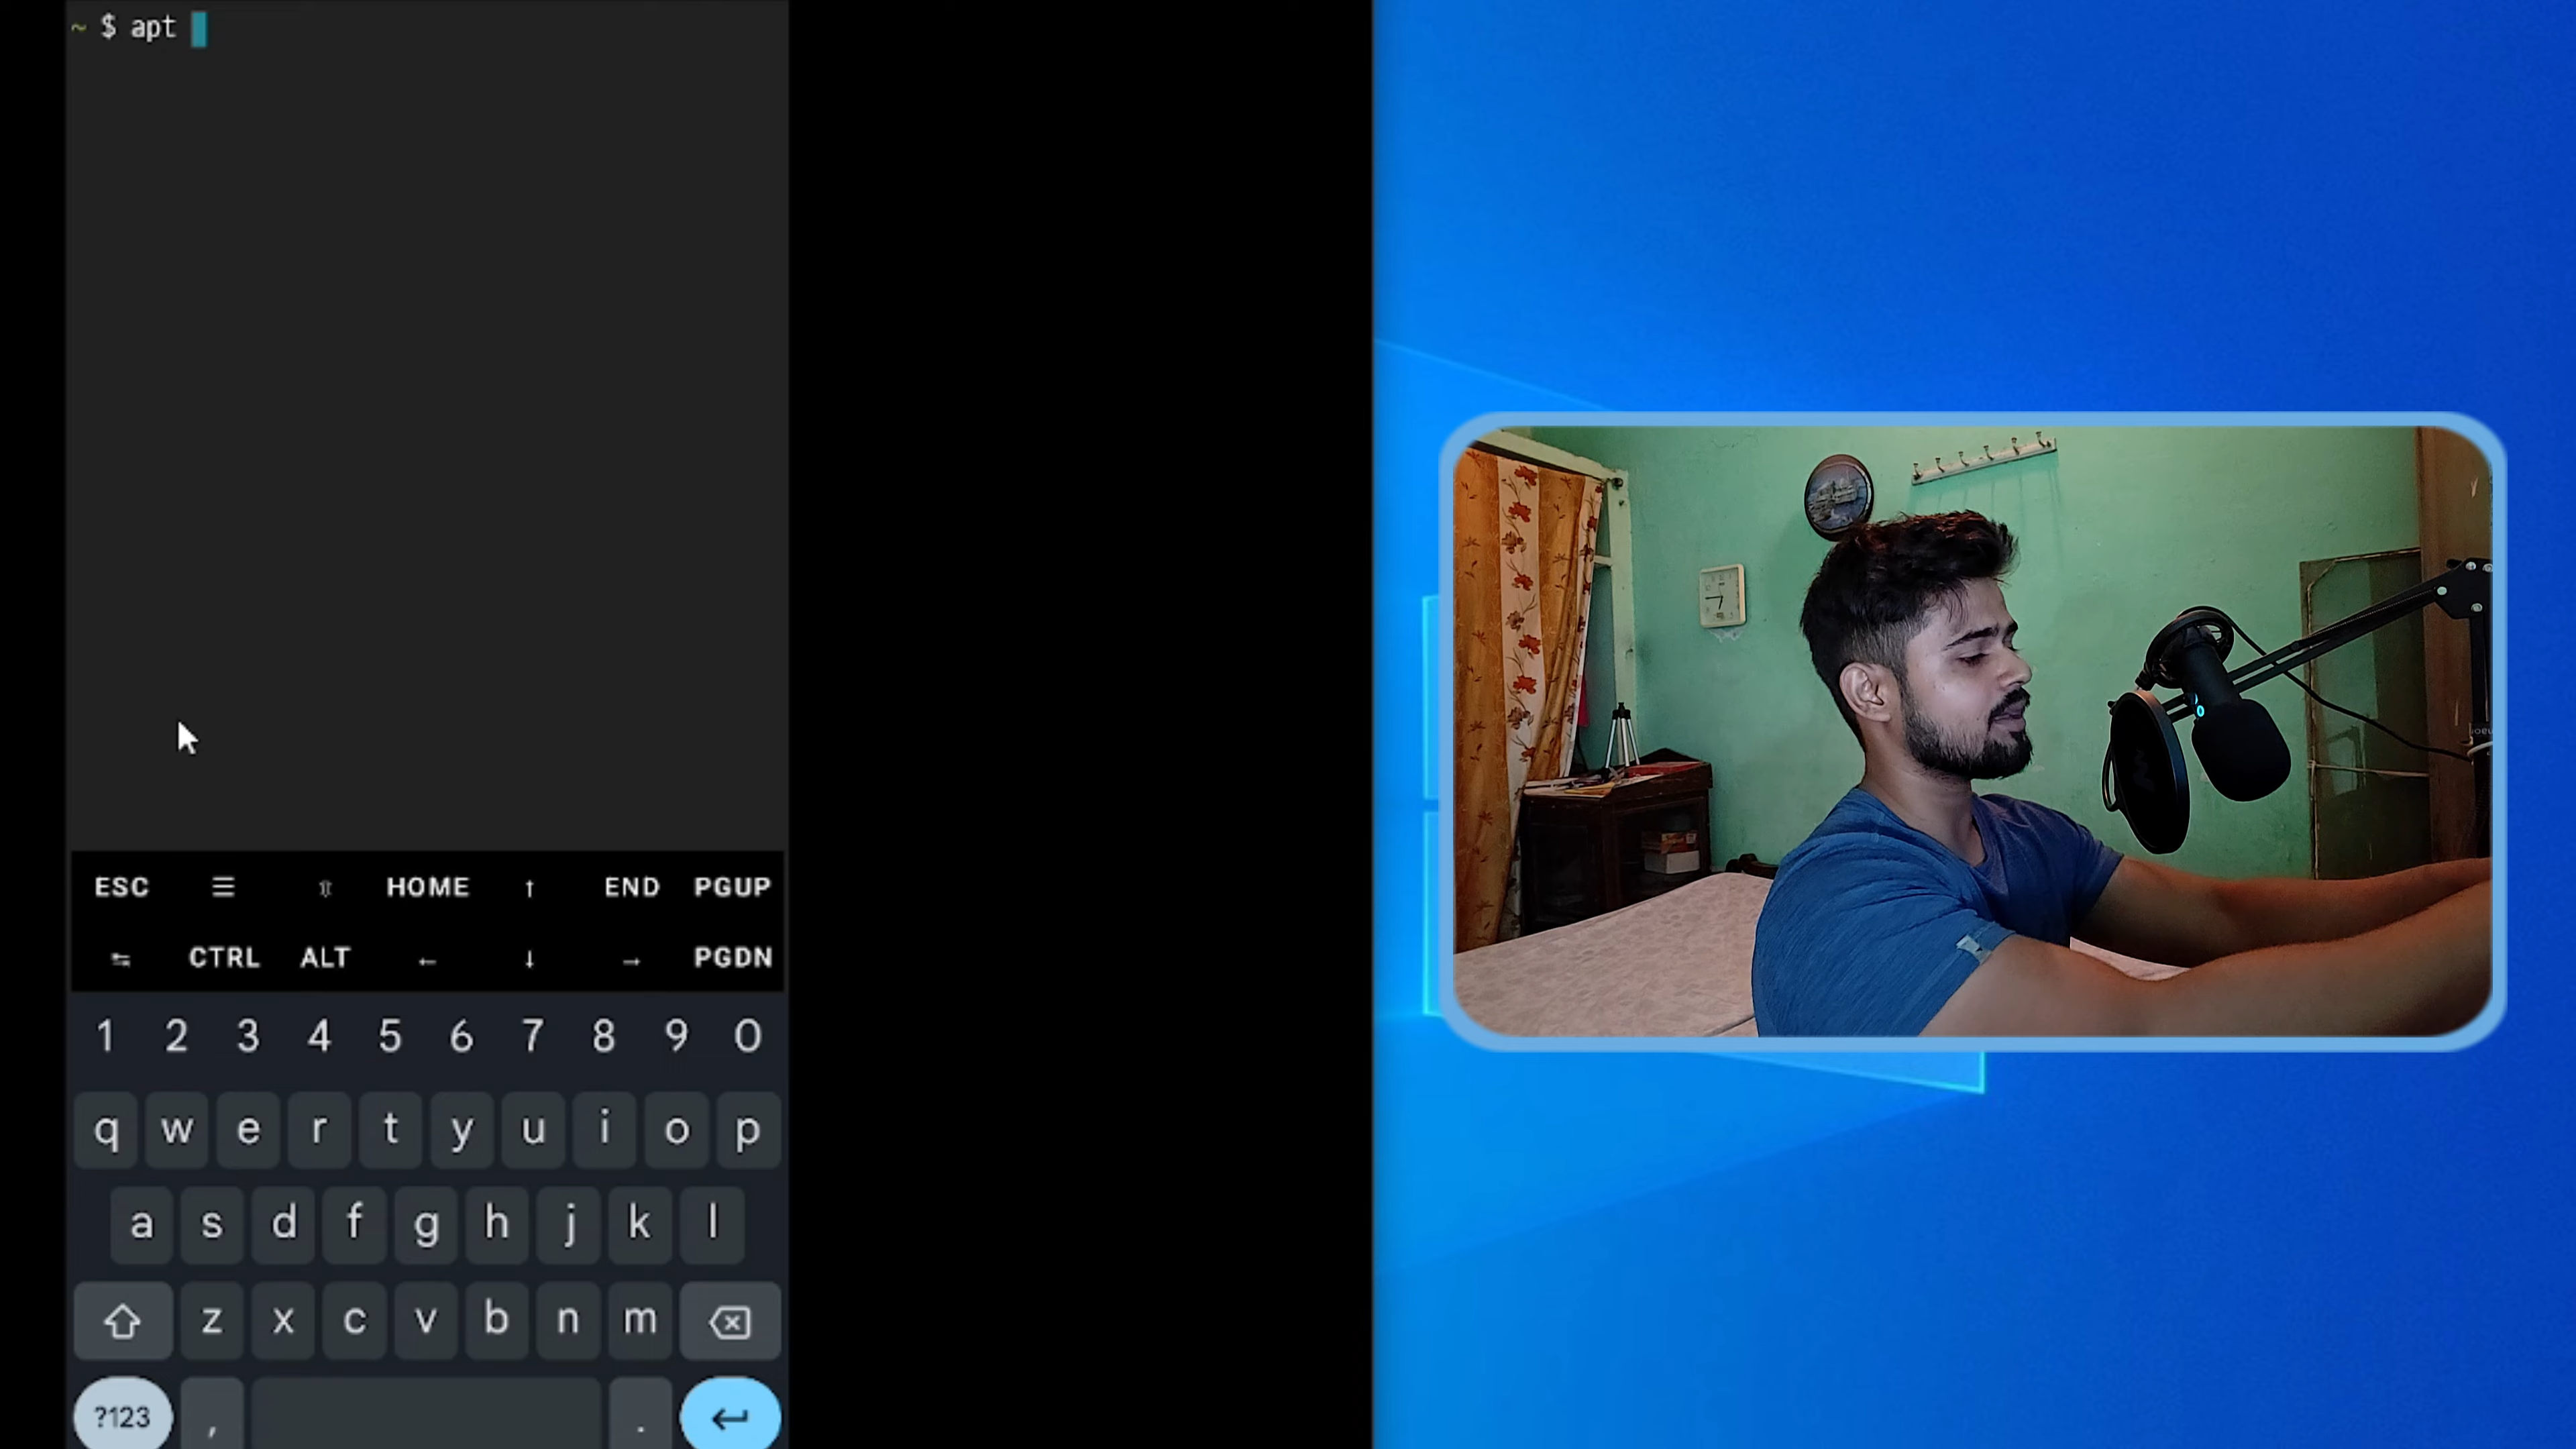 ~ $ apt
ESC ☰ ⇳ HOME ↑ END PGUP
⇆ CTRL ALT ← ↓ → PGDN
1 2 3 4 5 6 7 8 9 0
q w e r t y u i o p
a s d f g h j k l
z x c v b n m
?123 , .